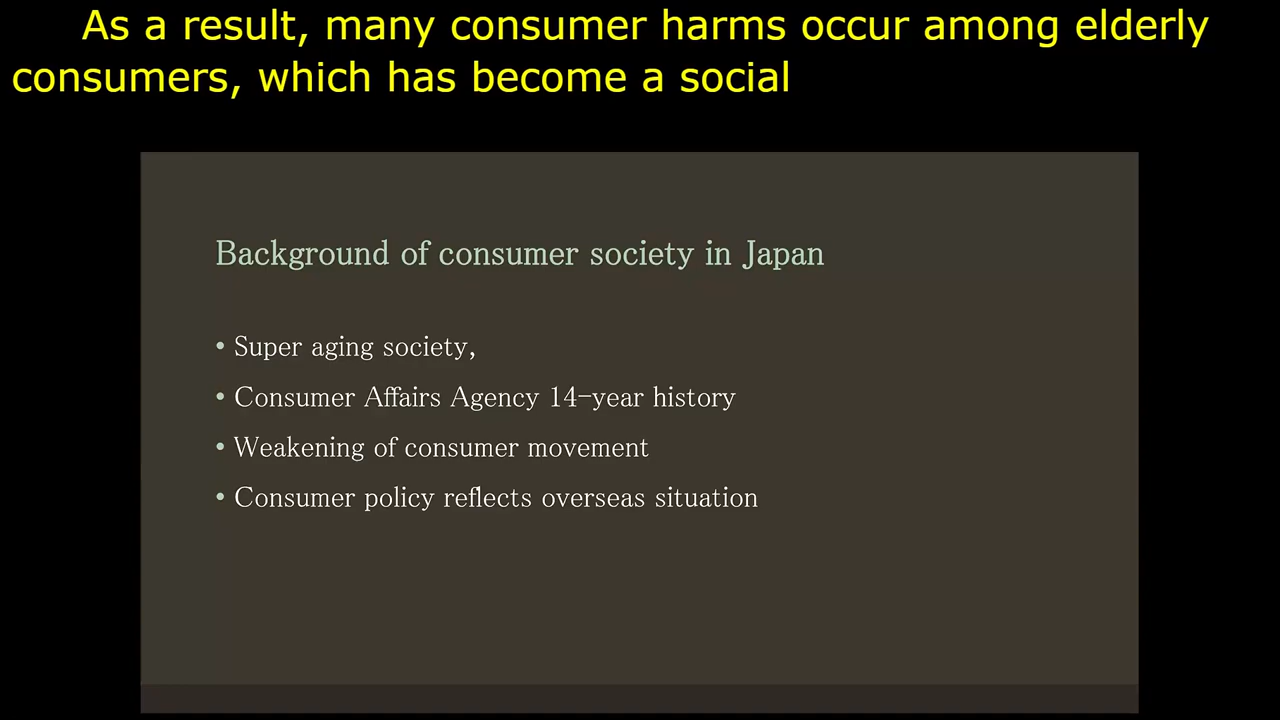 As a result, many consumer harms occur among elderly
consumers, which has become a social
Background of consumer society in Japan
• Super aging society,
• Consumer Affairs Agency 14-year history
• Weakening of consumer movement
• Consumer policy reflects overseas situation